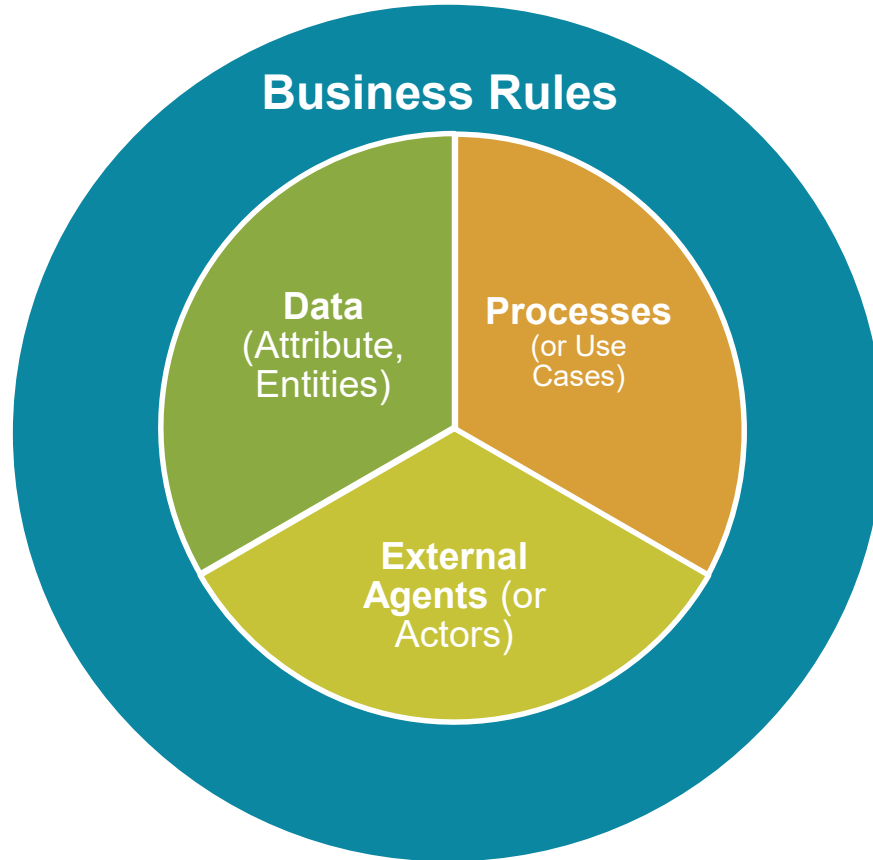 Business Rules
Data
(Attribute,
Entities)
Processes
(or Use
Cases)
External
Agents (or
Actors)